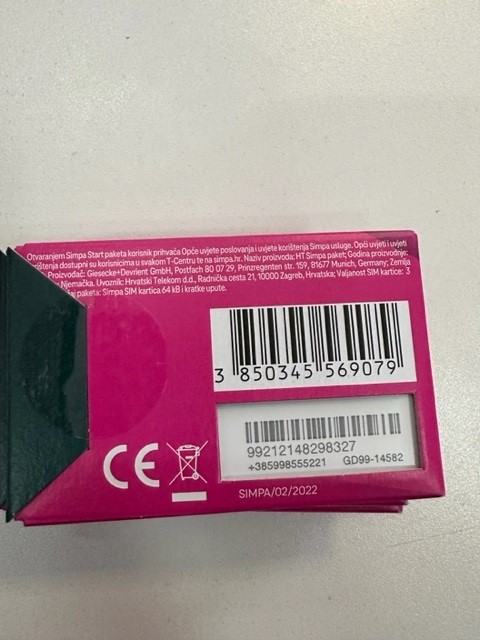 Otvaranjem Simpa Start paketa korisnik prihvaća Opće uvjete poslovanja i uvjete korištenja Simpa usluge. Opći uvjeti i uvjeti
korištenja dostupni su korisnicima u svakom T-Centru te na simpa.hr. Naziv proizvoda: HT Simpa paket; Godina proizvodnje:
Proizvođač: Giesecke+Devrient GmbH, Postfach 80 07 29, Prinzregenten str. 159, 81677 Munich, Germany; Zemlja
Njemačka. Uvoznik: Hrvatski Telekom d.d., Radnička cesta 21, 10000 Zagreb, Hrvatska; Valjanost SIM kartice: 3
paketa: Simpa SIM kartica 64 kB i kratke upute.
3 850345 569079
99212148298327
+385998555221 GD99-14582
CE
SIMPA/02/2022